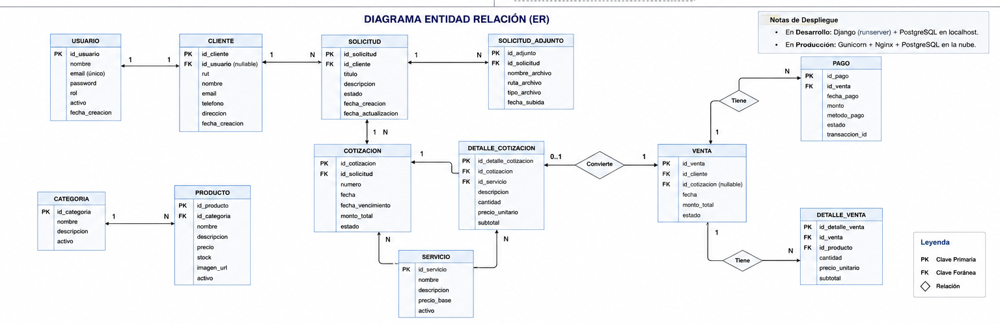 DIAGRAMA ENTIDAD RELACIÓN (ER)
Notas de Despliegue
• En Desarrollo: Django (runserver) + PostgreSQL en localhost.
• En Producción: Gunicorn + Nginx + PostgreSQL en la nube.
USUARIO
PK id_usuario
nombre
email (único)
password
rol
activo
fecha_creacion
1
1
CLIENTE
PK id_cliente
FK id_usuario (nullable)
rut
nombre
email
telefono
direccion
fecha_creacion
1
N
SOLICITUD
PK id_solicitud
FK id_cliente
titulo
descripcion
estado
fecha_creacion
fecha_actualizacion
1
N
SOLICITUD_ADJUNTO
PK id_adjunto
FK id_solicitud
nombre_archivo
ruta_archivo
tipo_archivo
fecha_subida
PAGO
PK id_pago
FK id_venta
fecha_pago
monto
metodo_pago
estado
transaccion_id
N
Tiene
1
1 N
COTIZACION
PK id_cotizacion
FK id_solicitud
numero
fecha
fecha_vencimiento
monto_total
estado
1
DETALLE_COTIZACION
PK id_detalle_cotizacion
FK id_cotizacion
FK id_servicio
descripcion
cantidad
precio_unitario
subtotal
0..1
Convierte
1
VENTA
PK id_venta
FK id_cliente
FK id_cotizacion (nullable)
fecha
monto_total
estado
CATEGORIA
PK id_categoria
nombre
descripcion
activo
1
N
PRODUCTO
PK id_producto
FK id_categoria
nombre
descripcion
precio
stock
imagen_url
activo
N
N
SERVICIO
PK id_servicio
nombre
descripcion
precio_base
activo
1
Tiene
N
DETALLE_VENTA
PK id_detalle_venta
FK id_venta
FK id_producto
cantidad
precio_unitario
subtotal
Leyenda
PK Clave Primaria
FK Clave Foránea
Relación